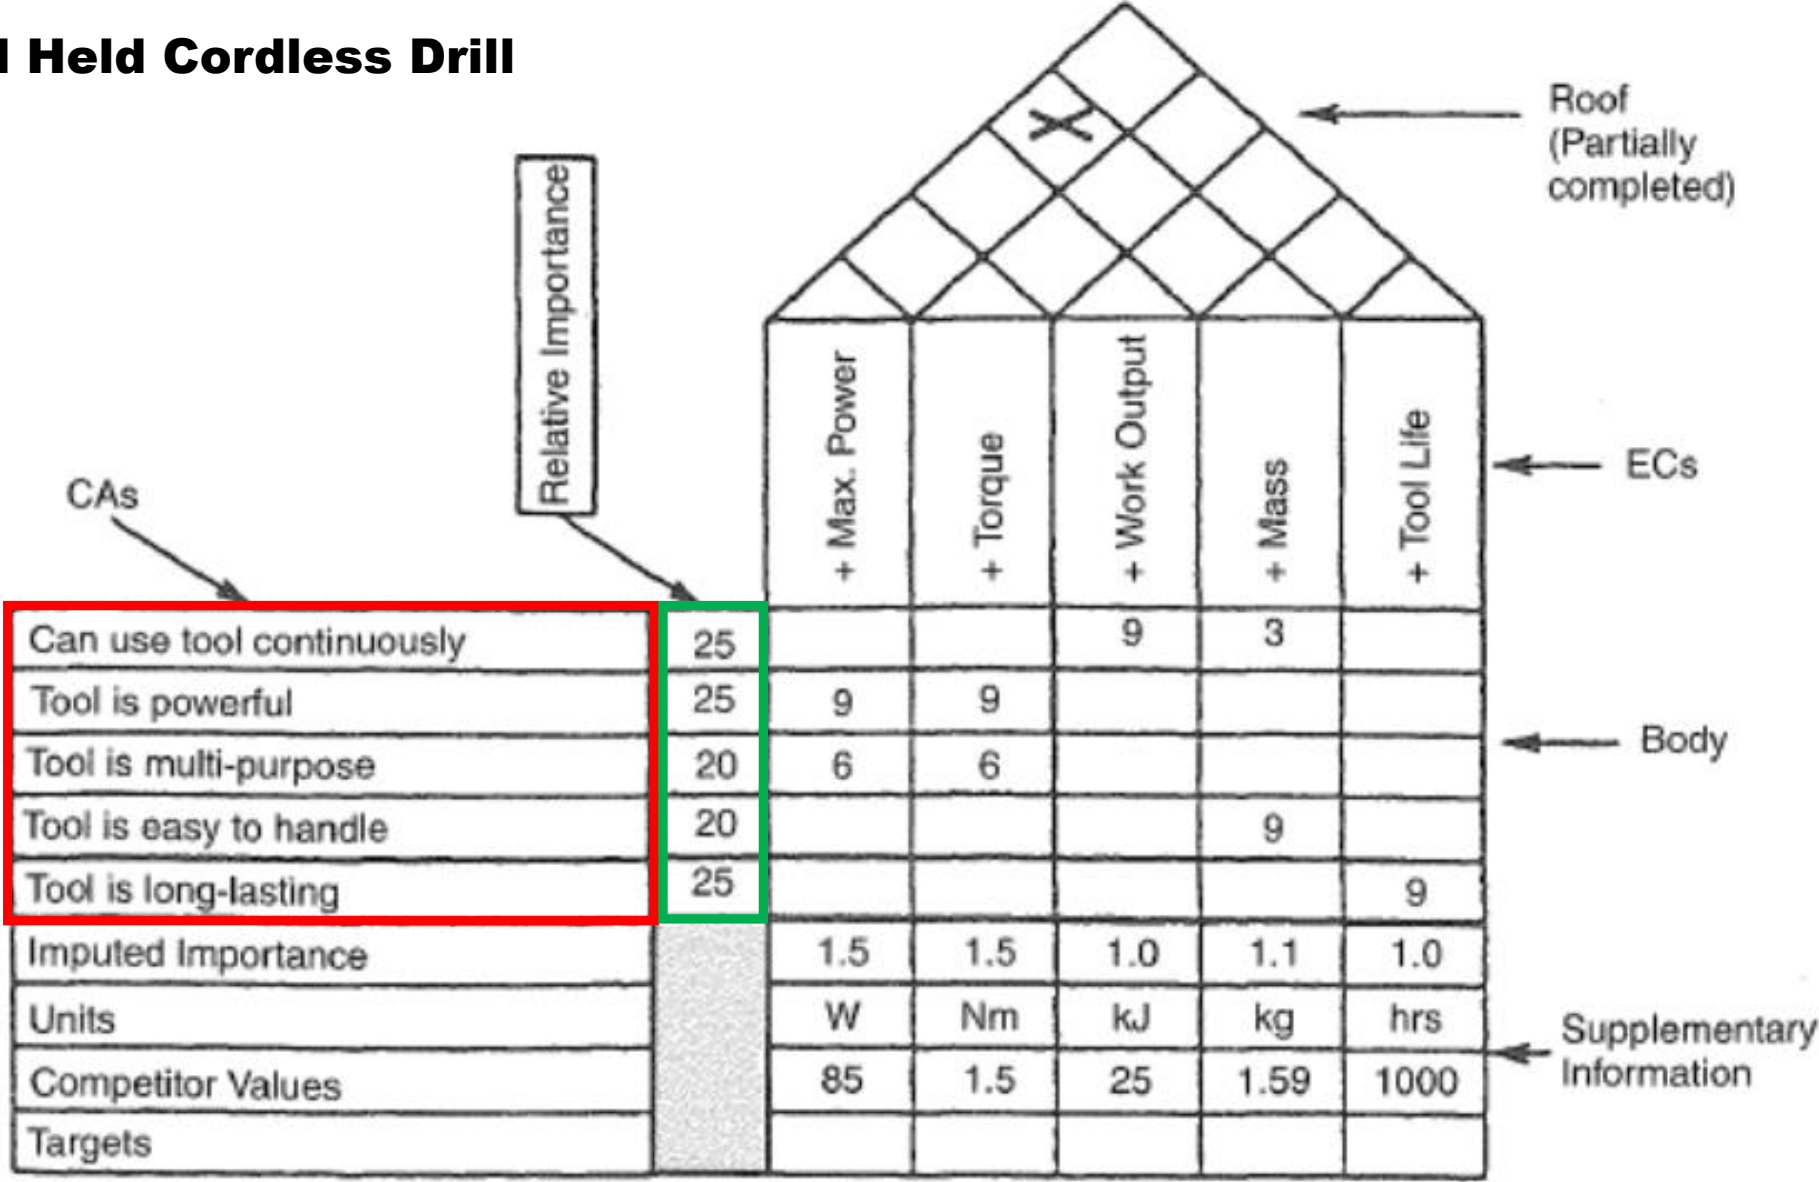 Held Cordless Drill
Roof
(Partially
completed)
Relative Importance
CAs
+ Max. Power
+ Torque
+ Work Output
+ Mass
+ Tool Life
ECs
Can use tool continuously 25 9 3
Tool is powerful 25 9 9
Body
Tool is multi-purpose 20 6 6
Tool is easy to handle 20 9
Tool is long-lasting 25 9
Imputed Importance 1.5 1.5 1.0 1.1 1.0
Units W Nm kJ kg hrs
Supplementary
Information
Competitor Values 85 1.5 25 1.59 1000
Targets